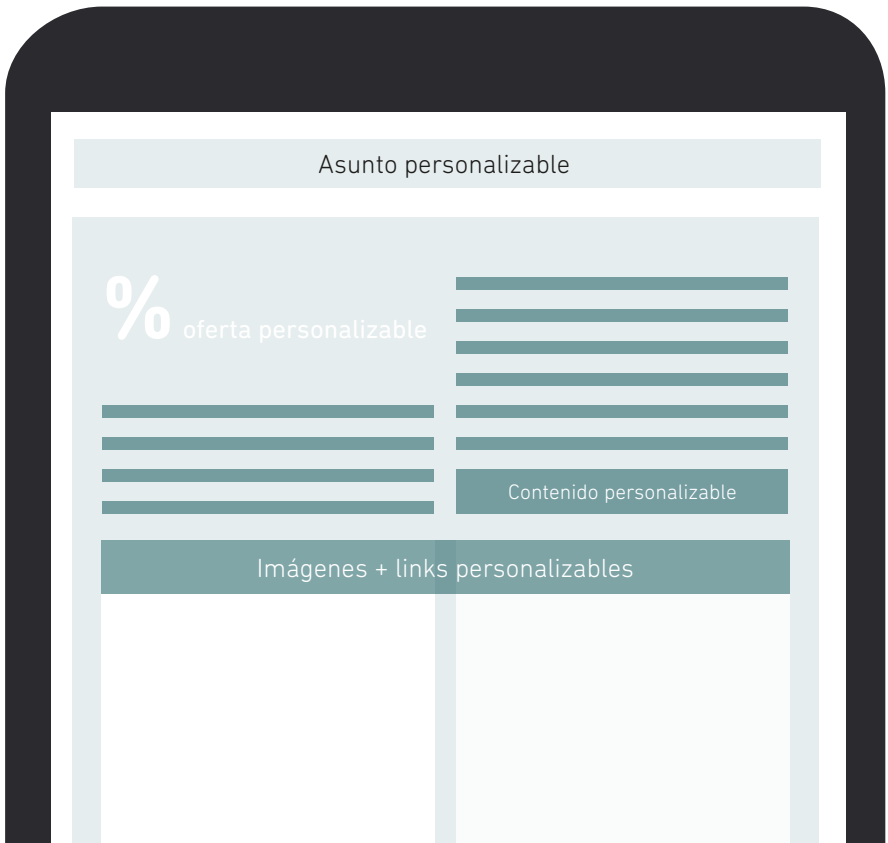 Asunto personalizable
% oferta personalizable
Contenido personalizable
Imágenes + links personalizables